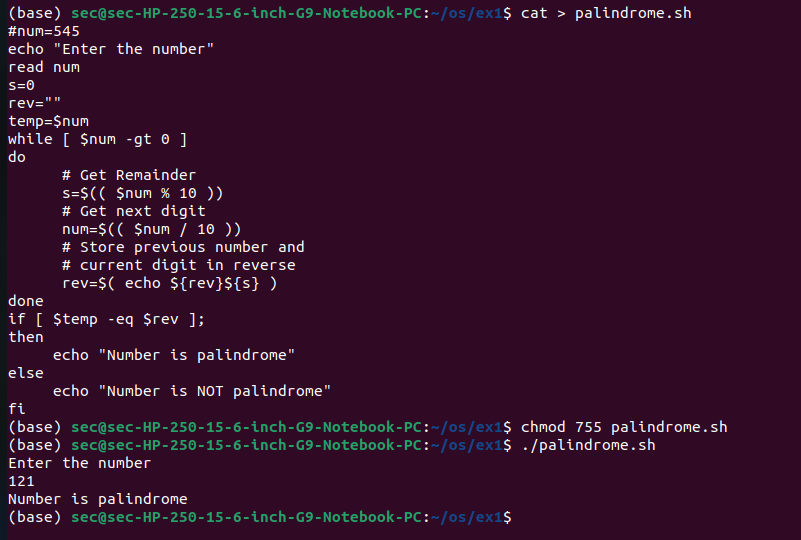 (base) sec@sec-HP-250-15-6-inch-G9-Notebook-PC:~/os/ex1$ cat > palindrome.sh
#num=545
echo "Enter the number"
read num
s=0
rev=""
temp=$num
while [ $num -gt 0 ]
do
      # Get Remainder
      s=$(( $num % 10 ))
      # Get next digit
      num=$(( $num / 10 ))
      # Store previous number and
      # current digit in reverse
      rev=$( echo ${rev}${s} )
done
if [ $temp -eq $rev ];
then
     echo "Number is palindrome"
else
     echo "Number is NOT palindrome"
fi
(base) sec@sec-HP-250-15-6-inch-G9-Notebook-PC:~/os/ex1$ chmod 755 palindrome.sh
(base) sec@sec-HP-250-15-6-inch-G9-Notebook-PC:~/os/ex1$ ./palindrome.sh
Enter the number
121
Number is palindrome
(base) sec@sec-HP-250-15-6-inch-G9-Notebook-PC:~/os/ex1$